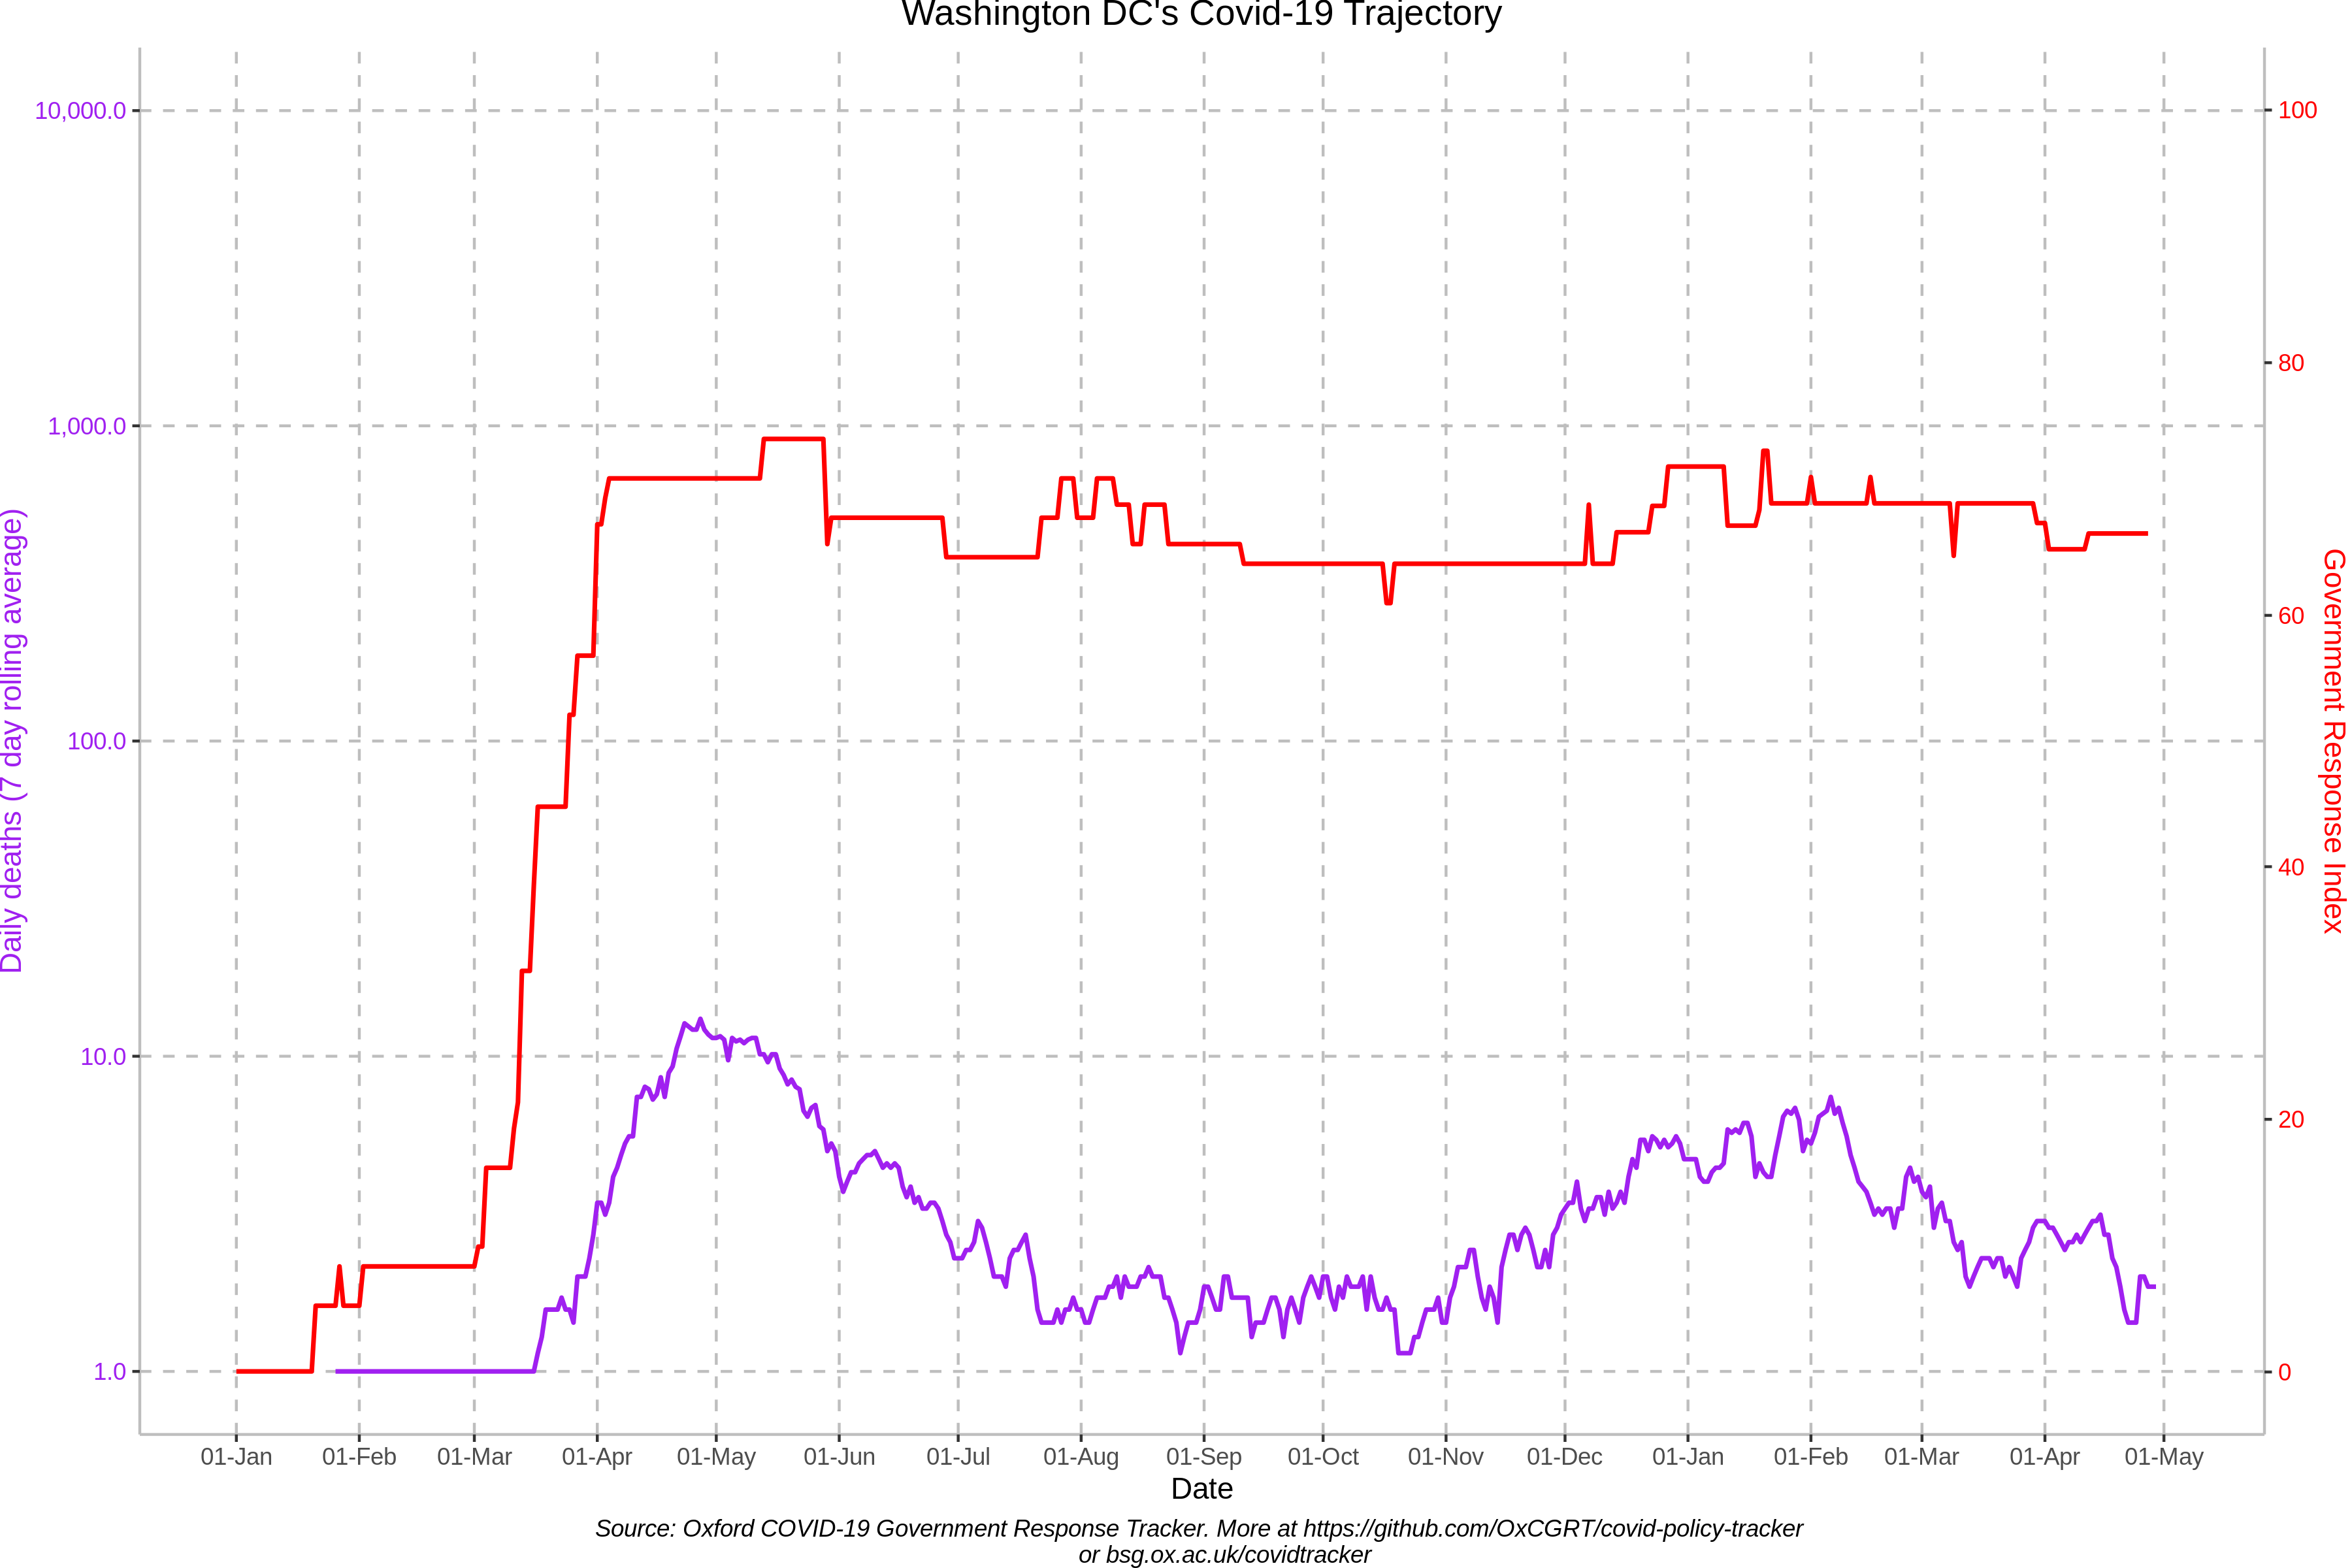 Washington DC's Covid-19 Trajectory
10,000.0
1,000.0
100.0
10.0
1.0
Daily deaths (7 day rolling average)
100
80
60
40
20
0
Government Response Index
01-Jan 01-Feb 01-Mar 01-Apr 01-May 01-Jun 01-Jul 01-Aug 01-Sep 01-Oct 01-Nov 01-Dec 01-Jan 01-Feb 01-Mar 01-Apr 01-May
Date
Source: Oxford COVID-19 Government Response Tracker. More at https://github.com/OxCGRT/covid-policy-tracker
or bsg.ox.ac.uk/covidtracker